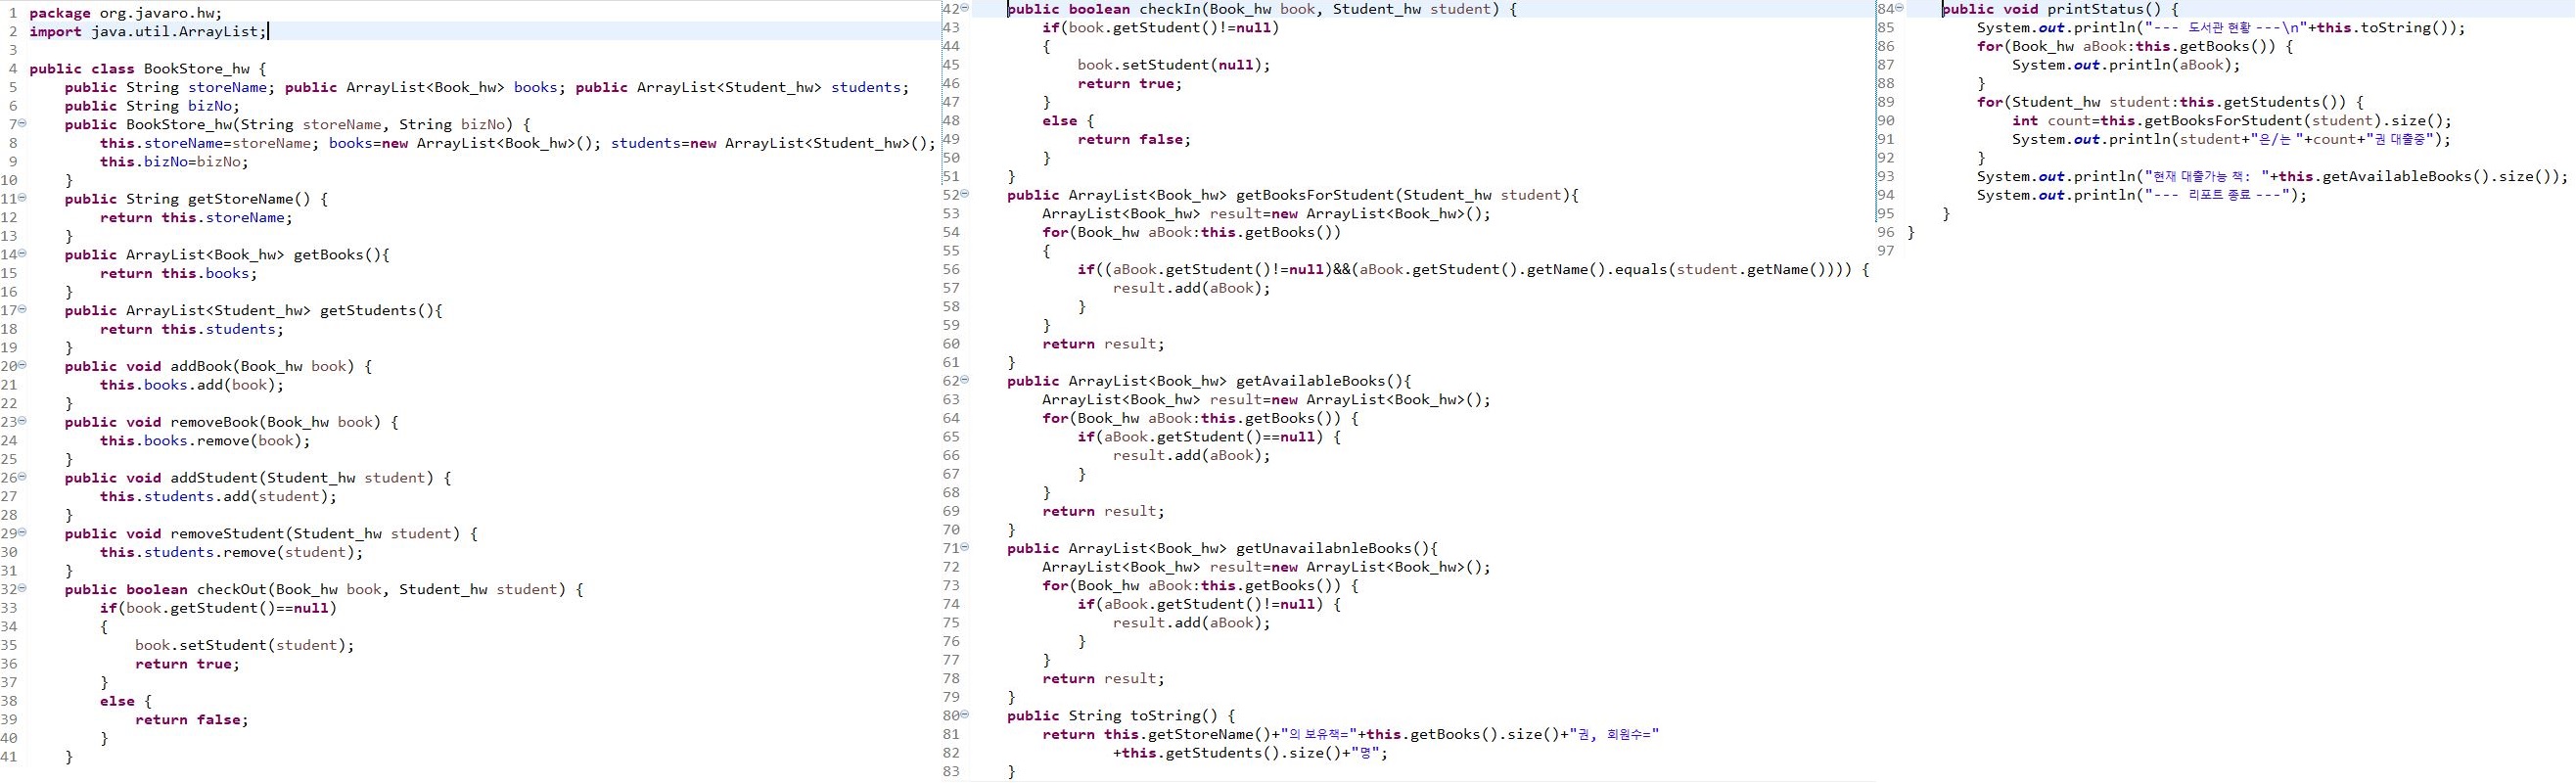 1 package org.javaro.hw;
2 import java.util.ArrayList;
3
4 public class BookStore_hw {
5     public String storeName; public ArrayList<Book_hw> books; public ArrayList<Student_hw> students;
6     public String bizNo;
7     public BookStore_hw(String storeName, String bizNo) {
8         this.storeName=storeName; books=new ArrayList<Book_hw>(); students=new ArrayList<Student_hw>();
9         this.bizNo=bizNo;
10     }
11     public String getStoreName() {
12         return this.storeName;
13     }
14     public ArrayList<Book_hw> getBooks(){
15         return this.books;
16     }
17     public ArrayList<Student_hw> getStudents(){
18         return this.students;
19     }
20     public void addBook(Book_hw book) {
21         this.books.add(book);
22     }
23     public void removeBook(Book_hw book) {
24         this.books.remove(book);
25     }
26     public void addStudent(Student_hw student) {
27         this.students.add(student);
28     }
29     public void removeStudent(Student_hw student) {
30         this.students.remove(student);
31     }
32     public boolean checkOut(Book_hw book, Student_hw student) {
33         if(book.getStudent()==null)
34         {
35             book.setStudent(student);
36             return true;
37         }
38         else {
39             return false;
40         }
41     }
42     public boolean checkIn(Book_hw book, Student_hw student) {
43         if(book.getStudent()!=null)
44         {
45             book.setStudent(null);
46             return true;
47         }
48         else {
49             return false;
50         }
51     }
52     public ArrayList<Book_hw> getBooksForStudent(Student_hw student){
53         ArrayList<Book_hw> result=new ArrayList<Book_hw>();
54         for(Book_hw aBook:this.getBooks())
55         {
56             if((aBook.getStudent()!=null)&&(aBook.getStudent().getName().equals(student.getName()))) {
57                 result.add(aBook);
58             }
59         }
60         return result;
61     }
62     public ArrayList<Book_hw> getAvailableBooks(){
63         ArrayList<Book_hw> result=new ArrayList<Book_hw>();
64         for(Book_hw aBook:this.getBooks()) {
65             if(aBook.getStudent()==null) {
66                 result.add(aBook);
67             }
68         }
69         return result;
70     }
71     public ArrayList<Book_hw> getUnavailabnleBooks(){
72         ArrayList<Book_hw> result=new ArrayList<Book_hw>();
73         for(Book_hw aBook:this.getBooks()) {
74             if(aBook.getStudent()!=null) {
75                 result.add(aBook);
76             }
77         }
78         return result;
79     }
80     public String toString() {
81         return this.getStoreName()+"의 보유책="+this.getBooks().size()+"권, 회원수="
82                 +this.getStudents().size()+"명";
83     }
84     public void printStatus() {
85         System.out.println("--- 도서관 현황 ---\n"+this.toString());
86         for(Book_hw aBook:this.getBooks()) {
87             System.out.println(aBook);
88         }
89         for(Student_hw student:this.getStudents()) {
90             int count=this.getBooksForStudent(student).size();
91             System.out.println(student+"은/는 "+count+"권 대출중");
92         }
93         System.out.println("현재 대출가능 책: "+this.getAvailableBooks().size());
94         System.out.println("--- 리포트 종료 ---");
95     }
96 }
97